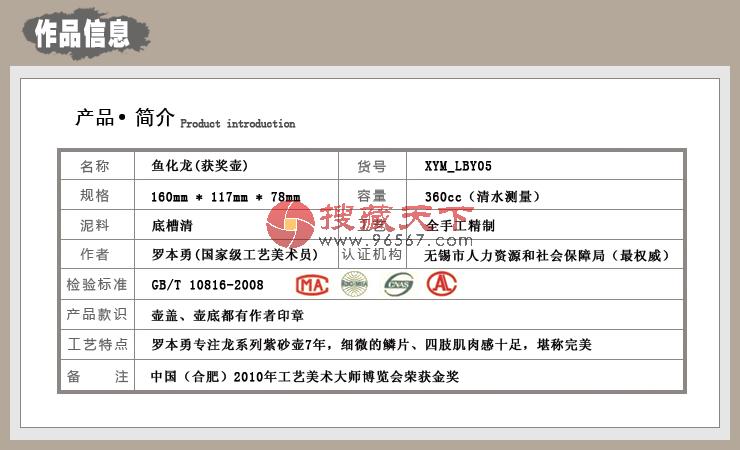 作品信息
产品•简介 Product introduction
名称 鱼化龙(获奖壶) 货号 XYM_LBY05
规格 160mm * 117mm * 78mm 容量 360cc（清水测量）
泥料 底槽清 全手工精制
搜藏天下
www.96567.com
作者 罗本勇(国家级工艺美术员) 认证机构 无锡市人力资源和社会保障局（最权威）
检验标准 GB/T 10816-2008 MA ilac-MRA CNAS AL
产品款识 壶盖、壶底都有作者印章
工艺特点 罗本勇专注龙系列紫砂壶7年，细微的鳞片、四肢肌肉感十足，堪称完美
备 注 中国（合肥）2010年工艺美术大师博览会荣获金奖